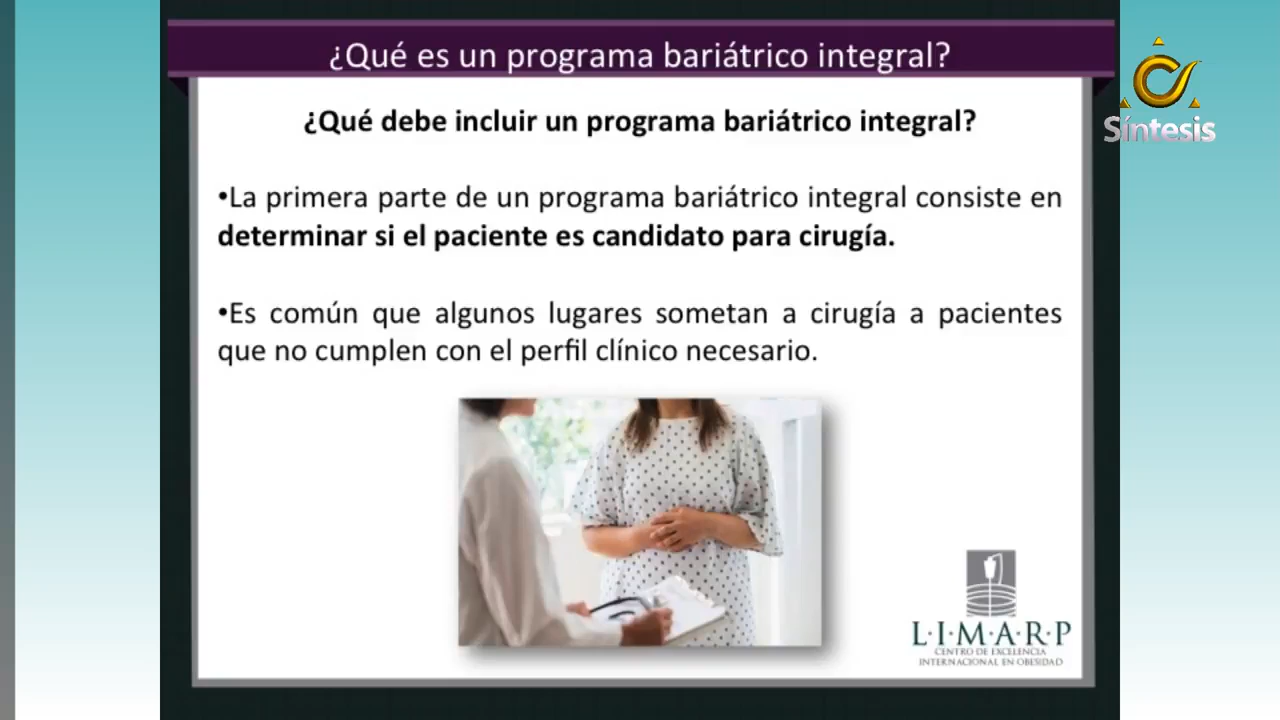 ¿Qué es un programa bariátrico integral?
¿Qué debe incluir un programa bariátrico integral?
Síntesis
•La primera parte de un programa bariátrico integral consiste en
determinar si el paciente es candidato para cirugía.
•Es común que algunos lugares sometan a cirugía a pacientes
que no cumplen con el perfil clínico necesario.
L·I·M·A·R·P
CENTRO DE EXCELENCIA
INTERNACIONAL EN OBESIDAD